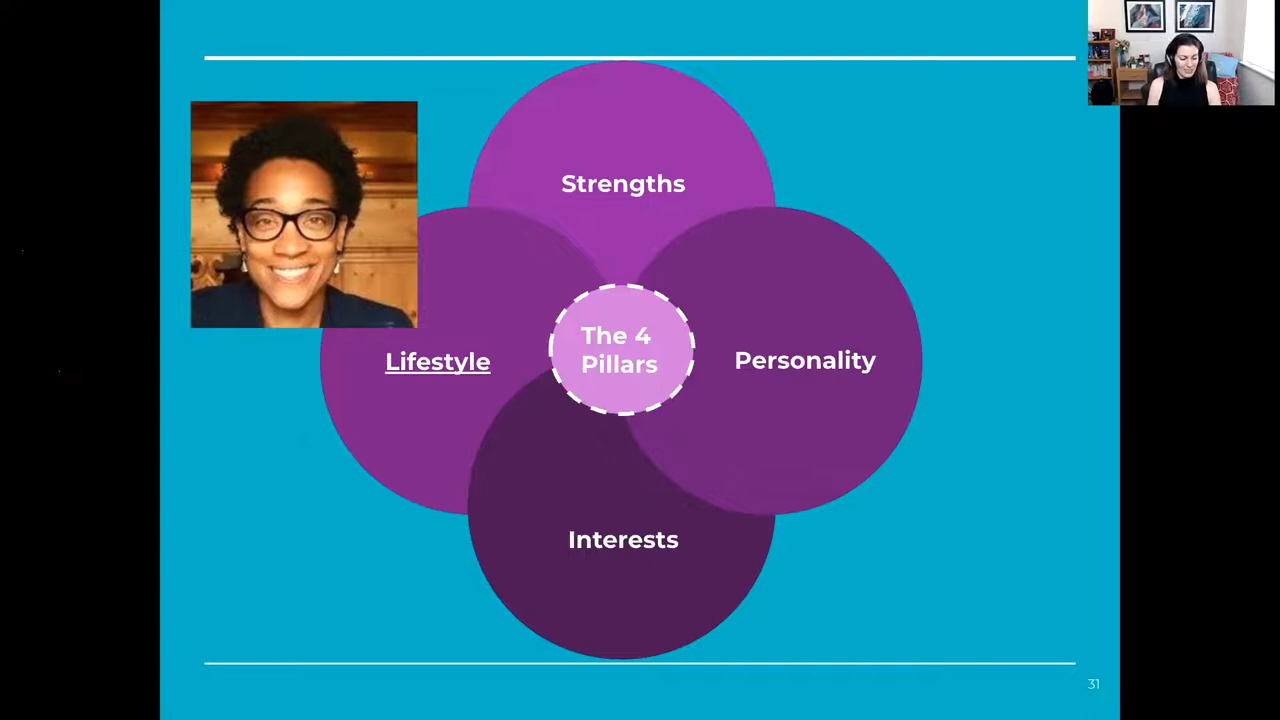 Strengths
The 4
Pillars
Lifestyle
Personality
Interests
31